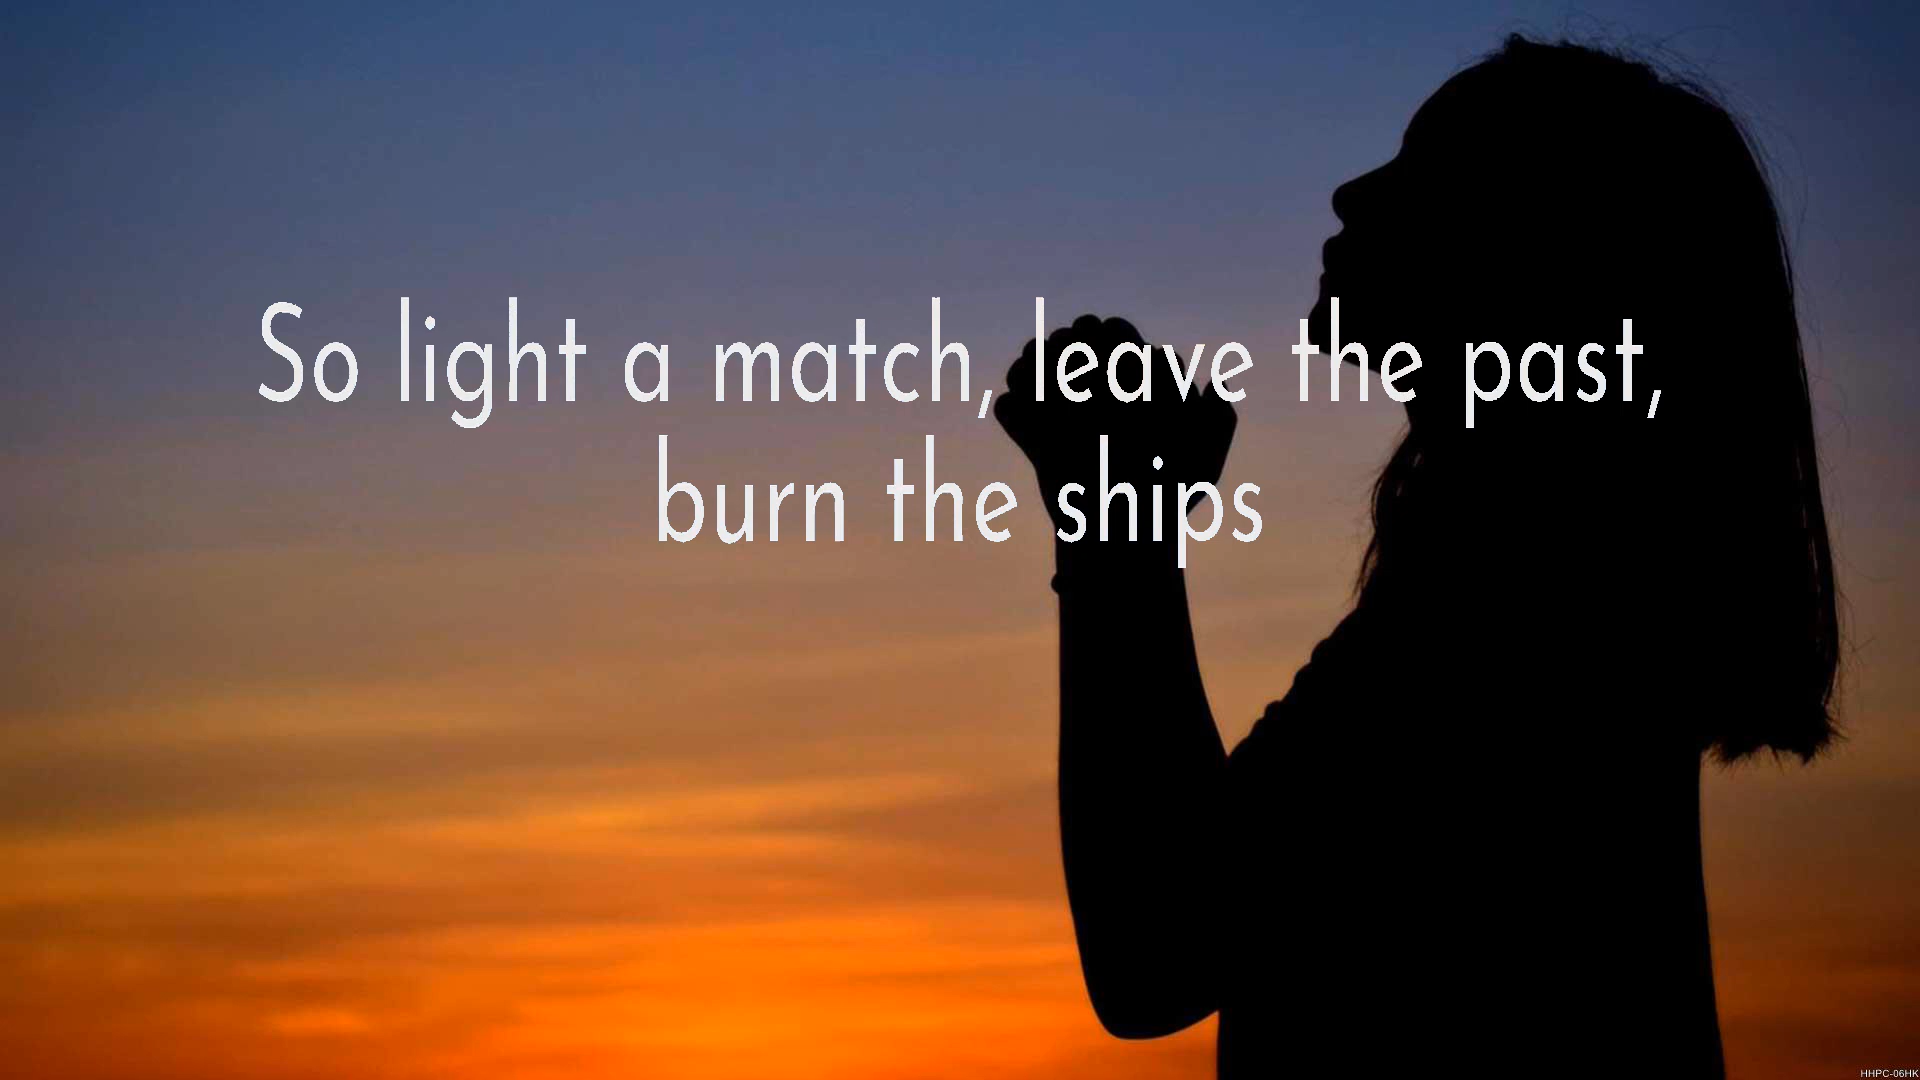 So light a match, leave the past,
burn the ships
HHPC-06HK